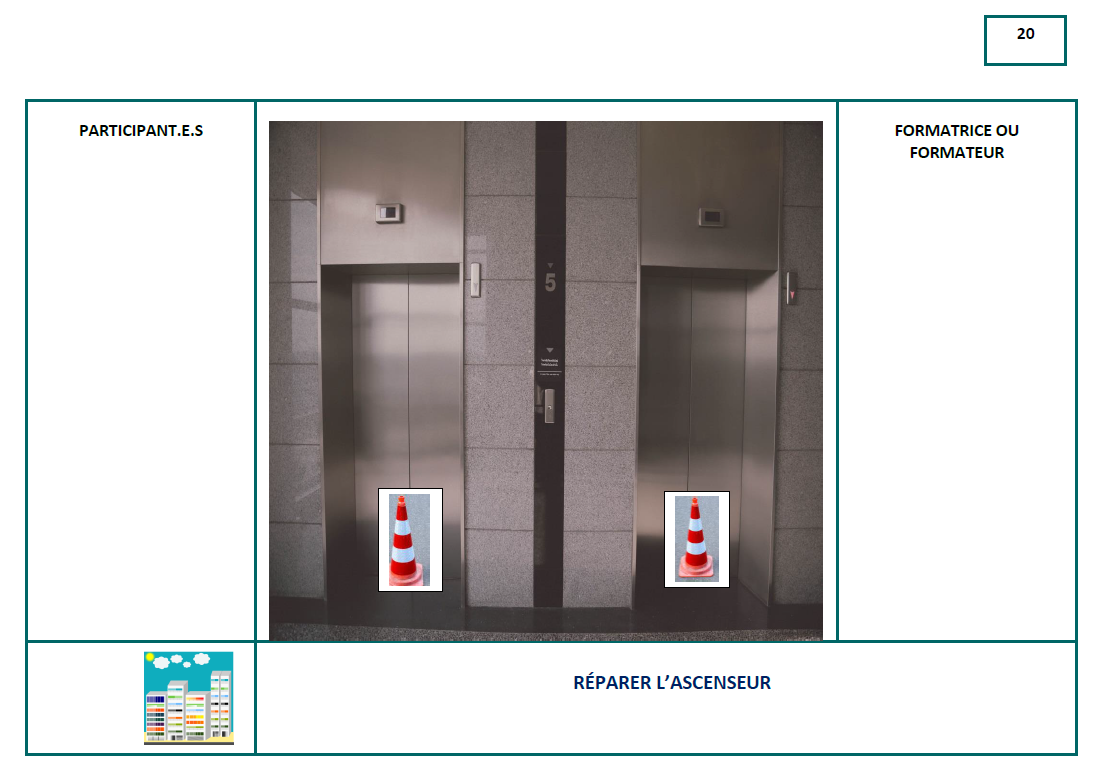 20
PARTICIPANT.E.S
FORMATRICE OU
FORMATEUR
5
RÉPARER L'ASCENSEUR